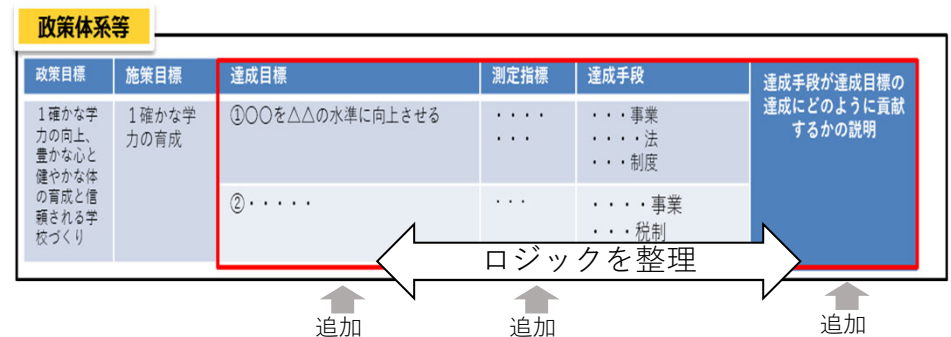 政策体系等
政策目標
施策目標
達成目標
測定指標
達成手段
達成手段が達成目標の
達成にどのように貢献
するかの説明
１確かな学
力の向上、
豊かな心と
健やかな体
の育成と信
頼される学
校づくり
１確かな学
力の育成
①○○を△△の水準に向上させる
・・・・
・・・
・・・事業
・・・・法
・・・制度
②・・・・・
・・・
・・・・事業
・・・税制
ロジックを整理
追加
追加
追加